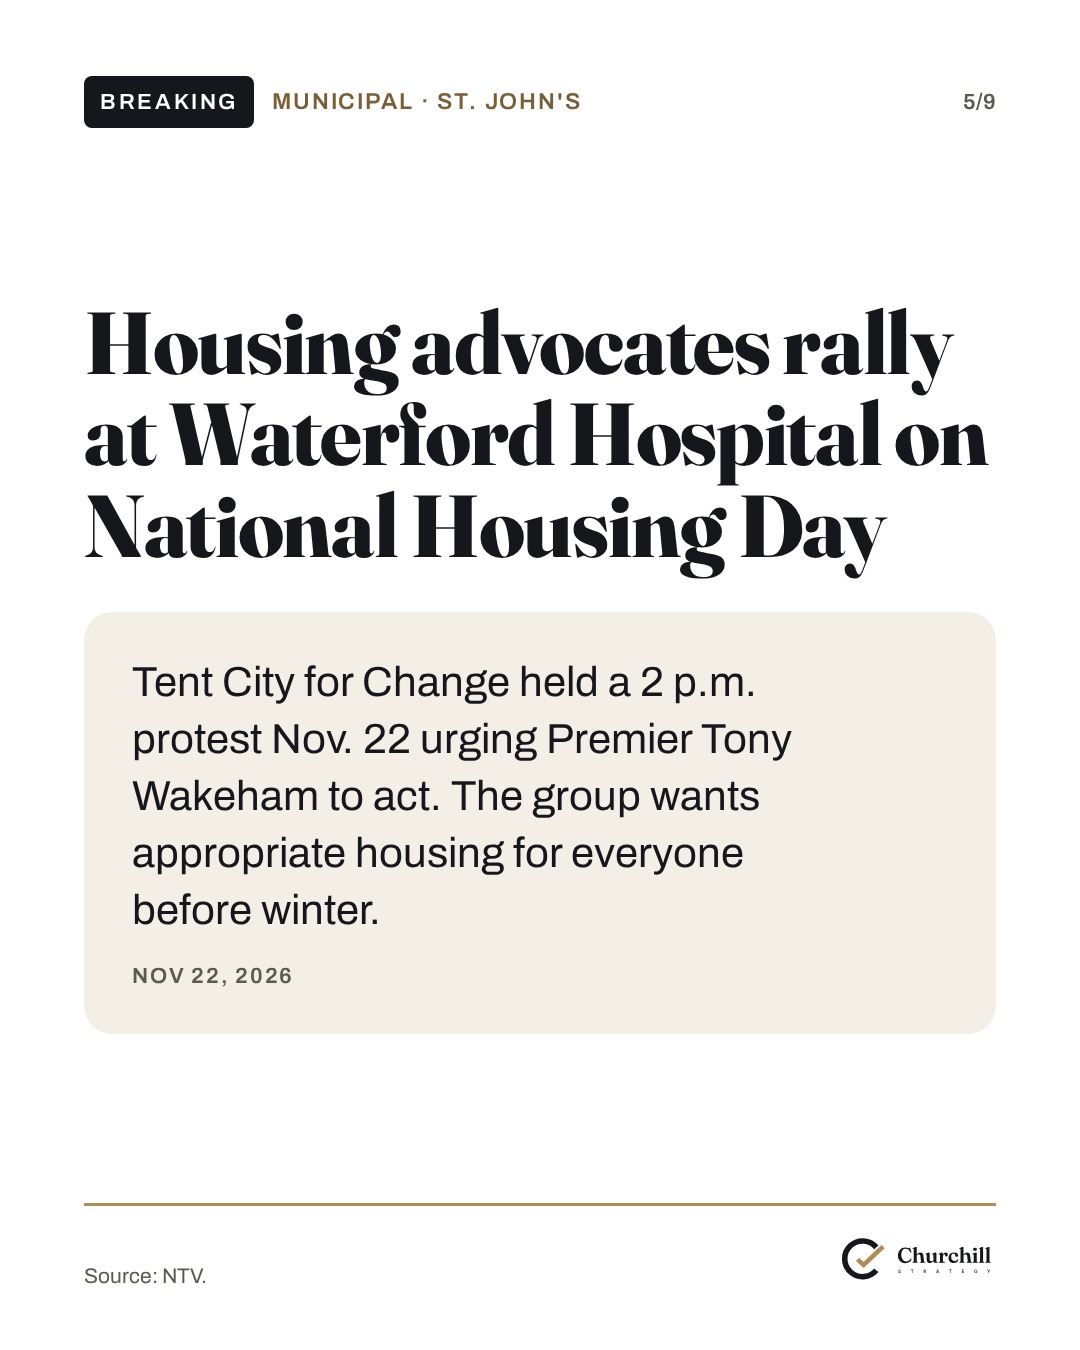 BREAKING MUNICIPAL · ST. JOHN'S 5/9
Housing advocates rally
at Waterford Hospital on
National Housing Day
Tent City for Change held a 2 p.m.
protest Nov. 22 urging Premier Tony
Wakeham to act. The group wants
appropriate housing for everyone
before winter.
NOV 22, 2026
Source: NTV.
Churchill
STRATEGY